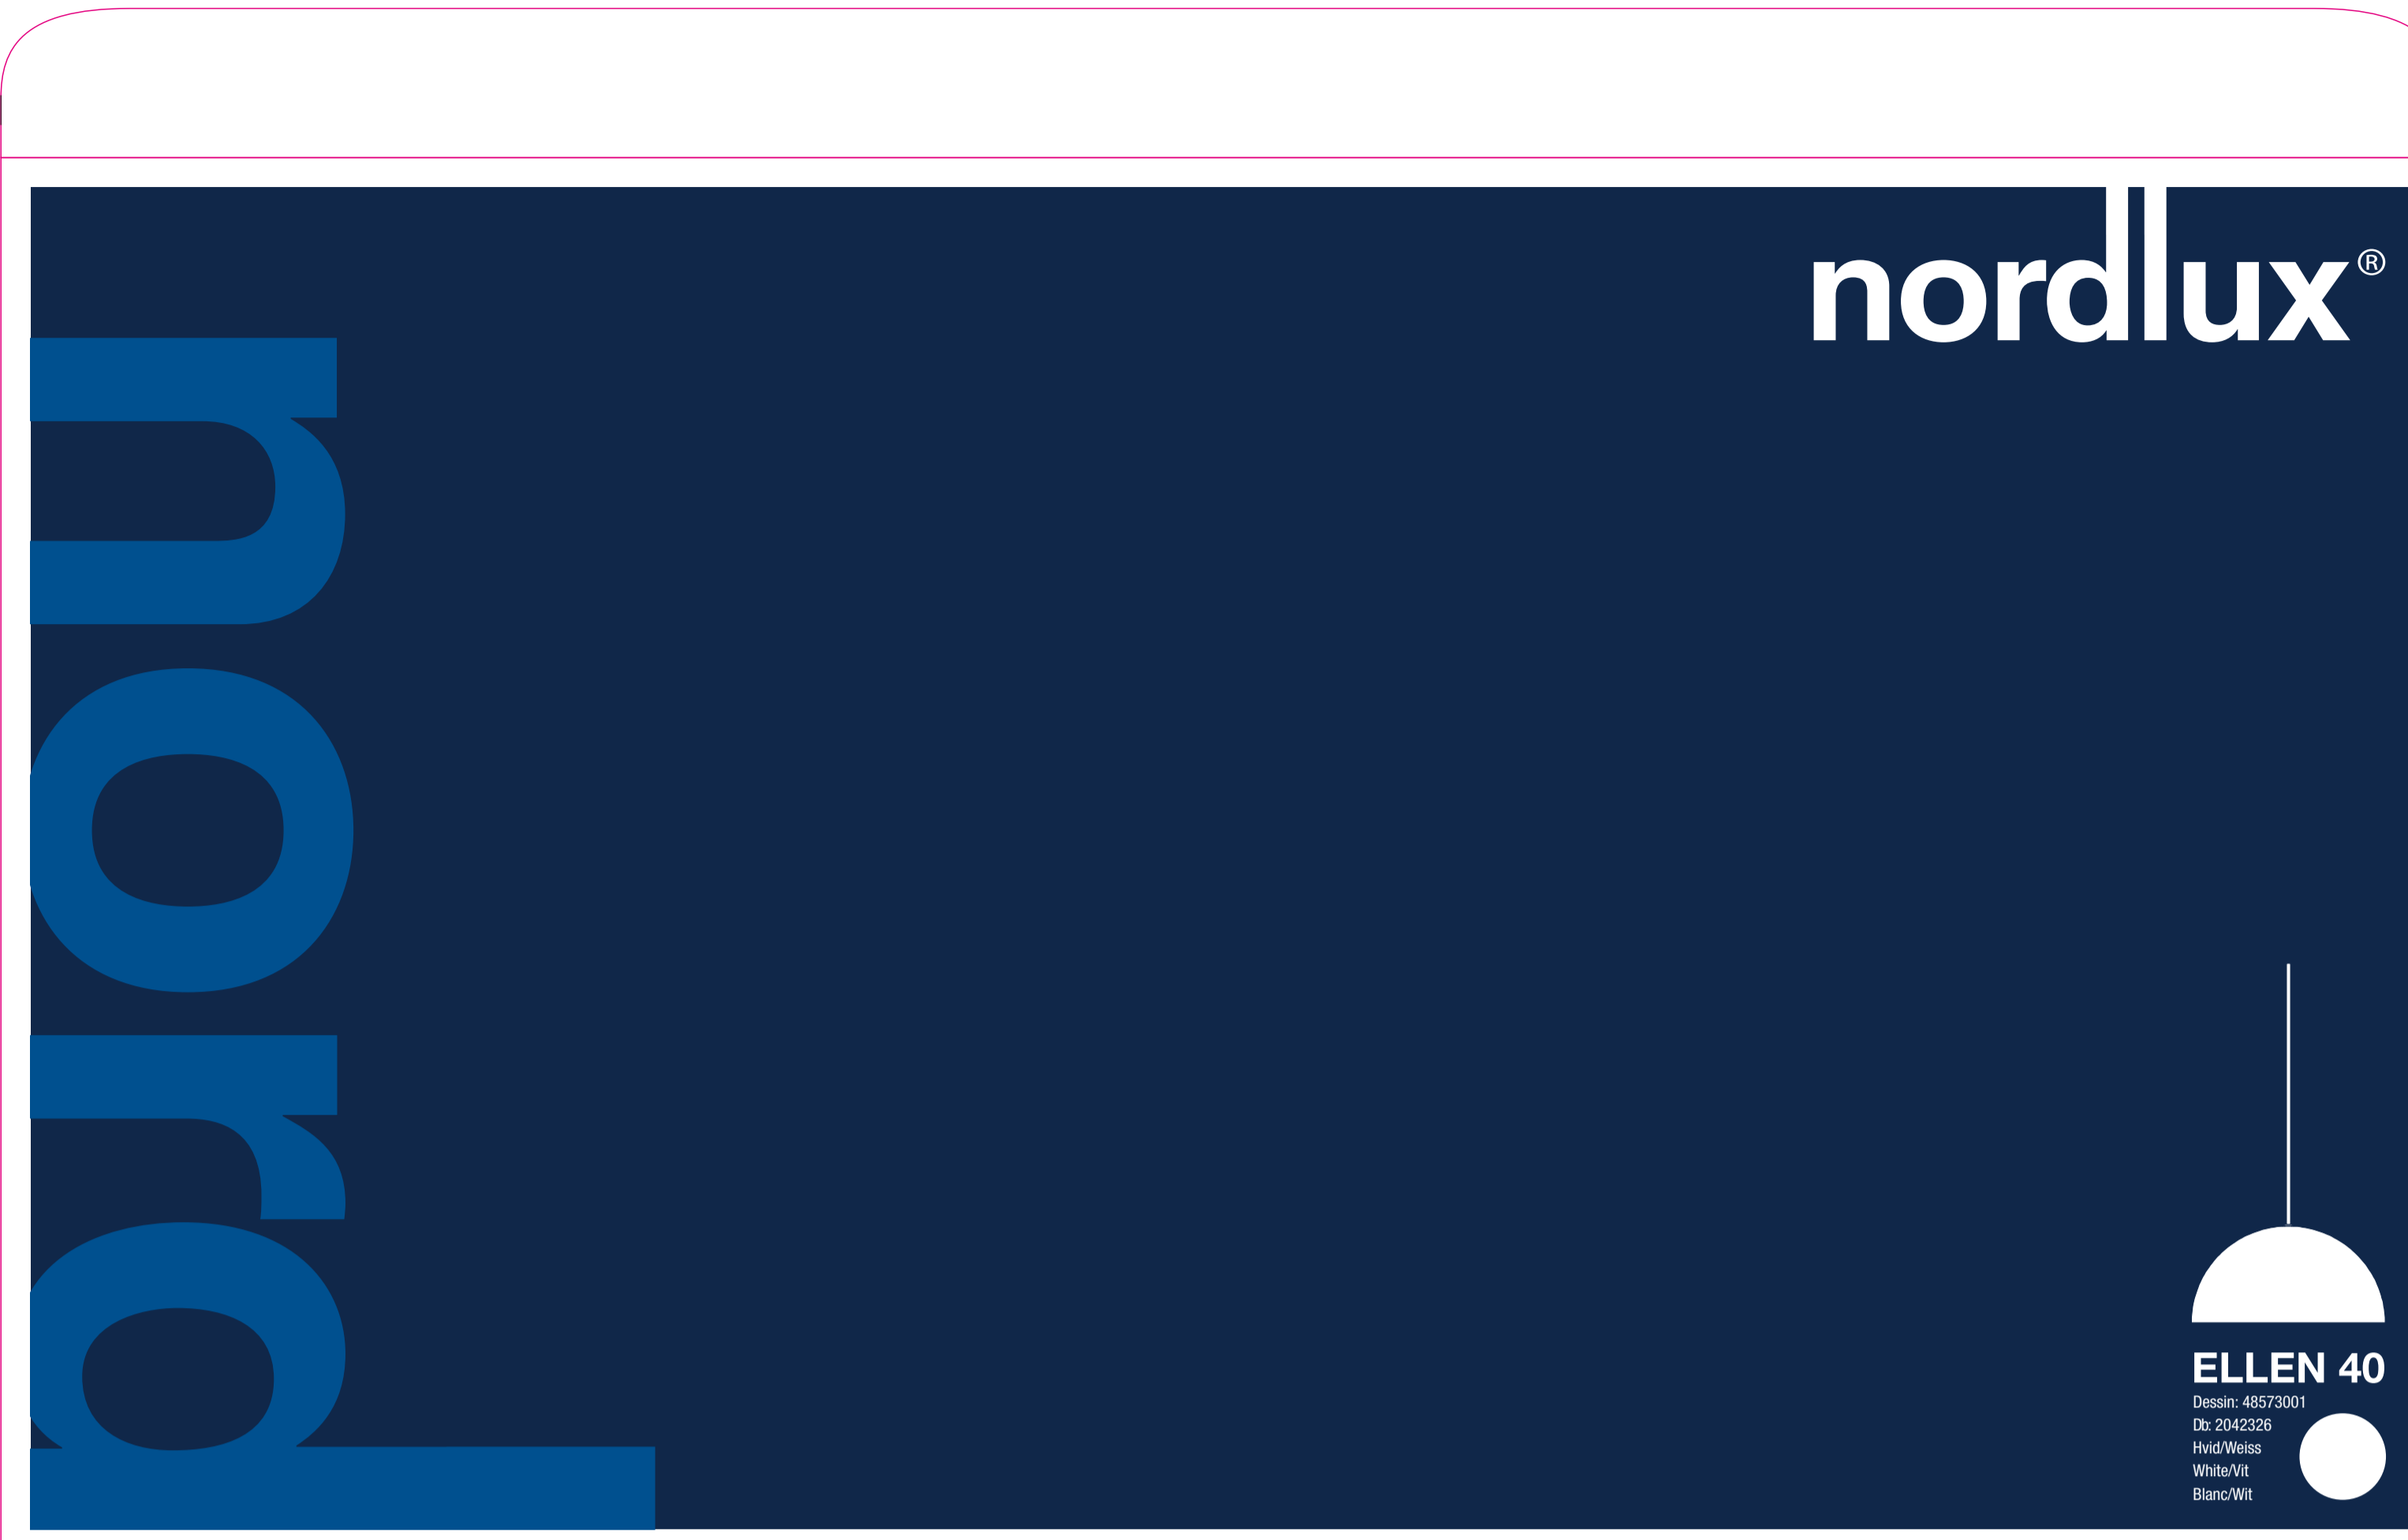 nordlux®
nord
ELLEN 40
Dessin: 48573001
Db: 2042326
Hvid/Weiss
White/Vit
Blanc/Wit